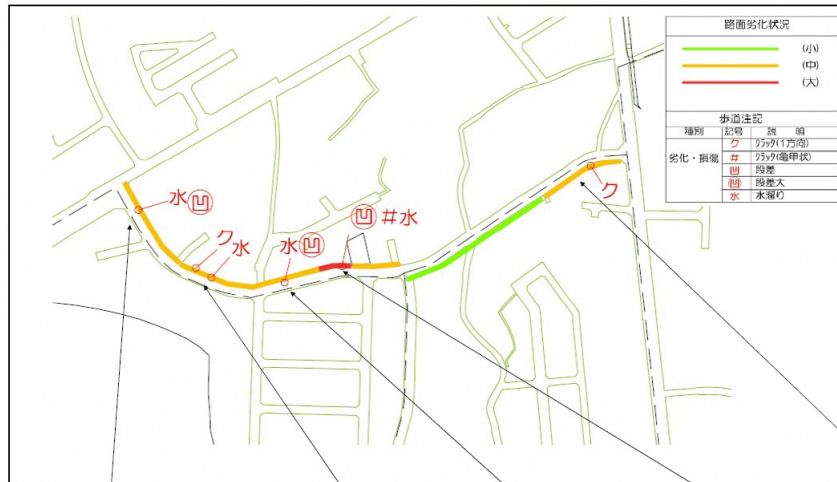 路面劣化状況
(小)
(中)
(大)
歩道注記
種別 記号 説 明
劣化・損傷
ク クラック(1方向)
# クラック(亀甲状)
凹 段差
凹 段差大
水 水溜り
水 凹
ク
水
水 凹
凹 # 水
ク